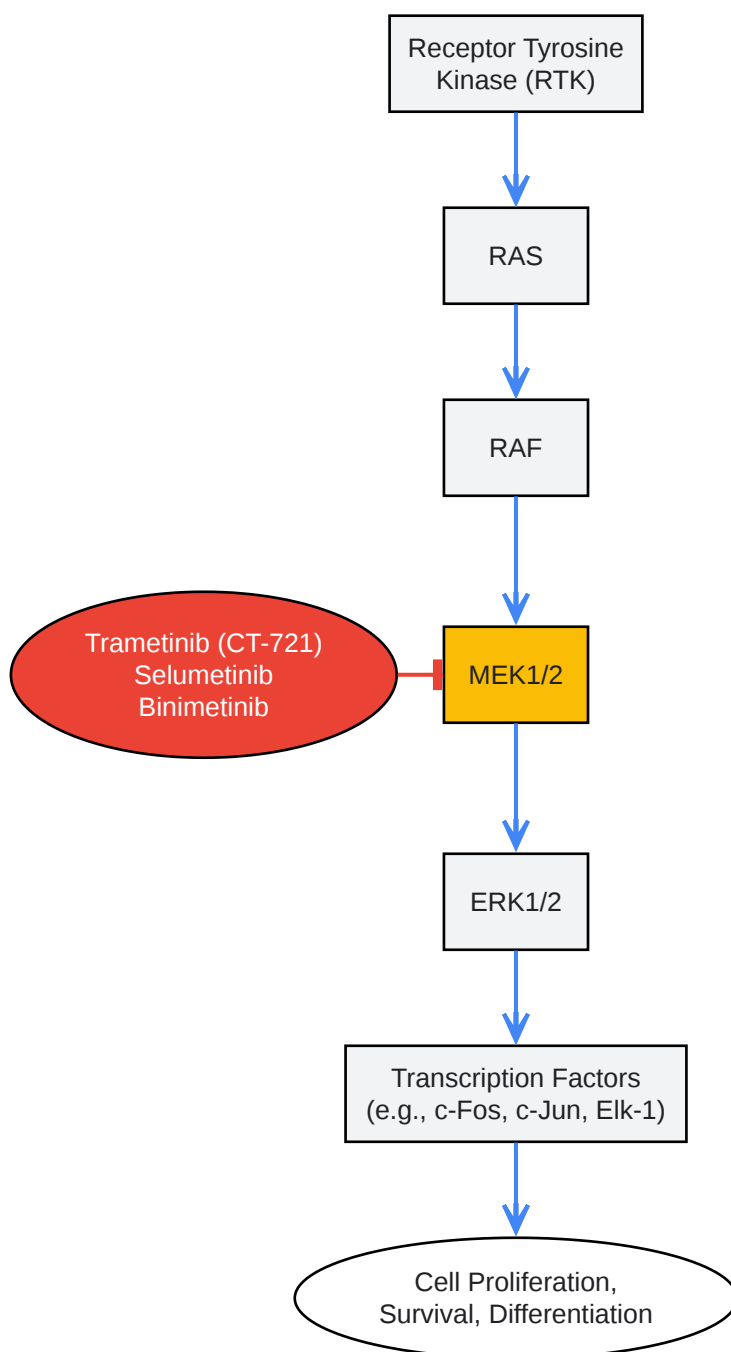 Receptor Tyrosine
Kinase (RTK)
RAS
RAF
Trametinib (CT-721)
Selumetinib
Binimetinib
MEK1/2
ERK1/2
Transcription Factors
(e.g., c-Fos, c-Jun, Elk-1)
Cell Proliferation,
Survival, Differentiation